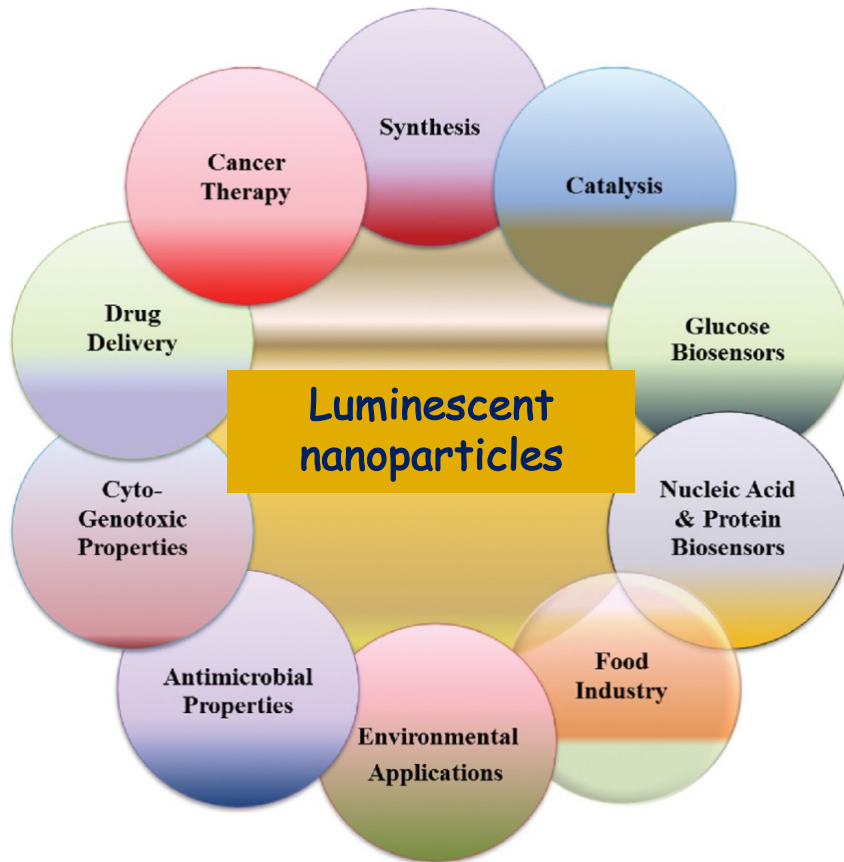 Synthesis
Catalysis
Glucose
Biosensors
Nucleic Acid
& Protein
Biosensors
Food
Industry
Environmental
Applications
Antimicrobial
Properties
Cyto-
Genotoxic
Properties
Drug
Delivery
Cancer
Therapy
Luminescent
nanoparticles